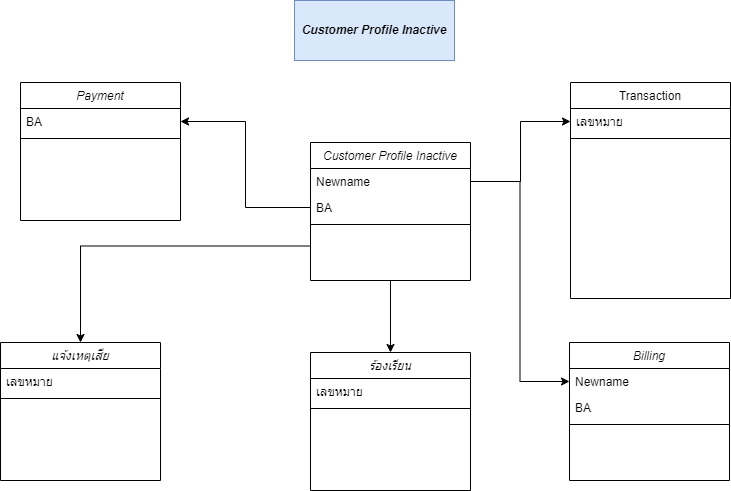 Customer Profile Inactive
Payment
BA
Customer Profile Inactive
Newname
BA
Transaction
เลขหมาย
แจ้งเหตุเสีย
เลขหมาย
ร้องเรียน
เลขหมาย
Billing
Newname
BA